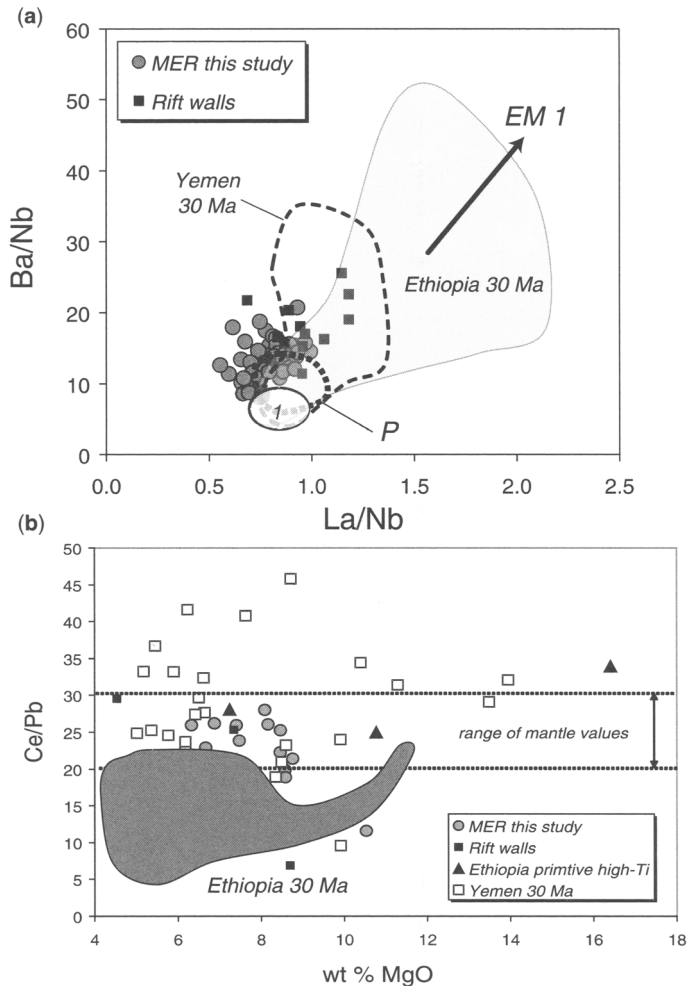 (a)
60
50
40
30
20
10
0
Ba/Nb
MER this study
Rift walls
EM 1
Yemen
30 Ma
Ethiopia 30 Ma
1
P
0.0 0.5 1.0 1.5 2.0 2.5
La/Nb
(b)
50
45
40
35
30
25
20
15
10
5
0
Ce/Pb
range of mantle values
MER this study
Rift walls
Ethiopia primtive high-Ti
Yemen 30 Ma
Ethiopia 30 Ma
4 6 8 10 12 14 16 18
wt % MgO